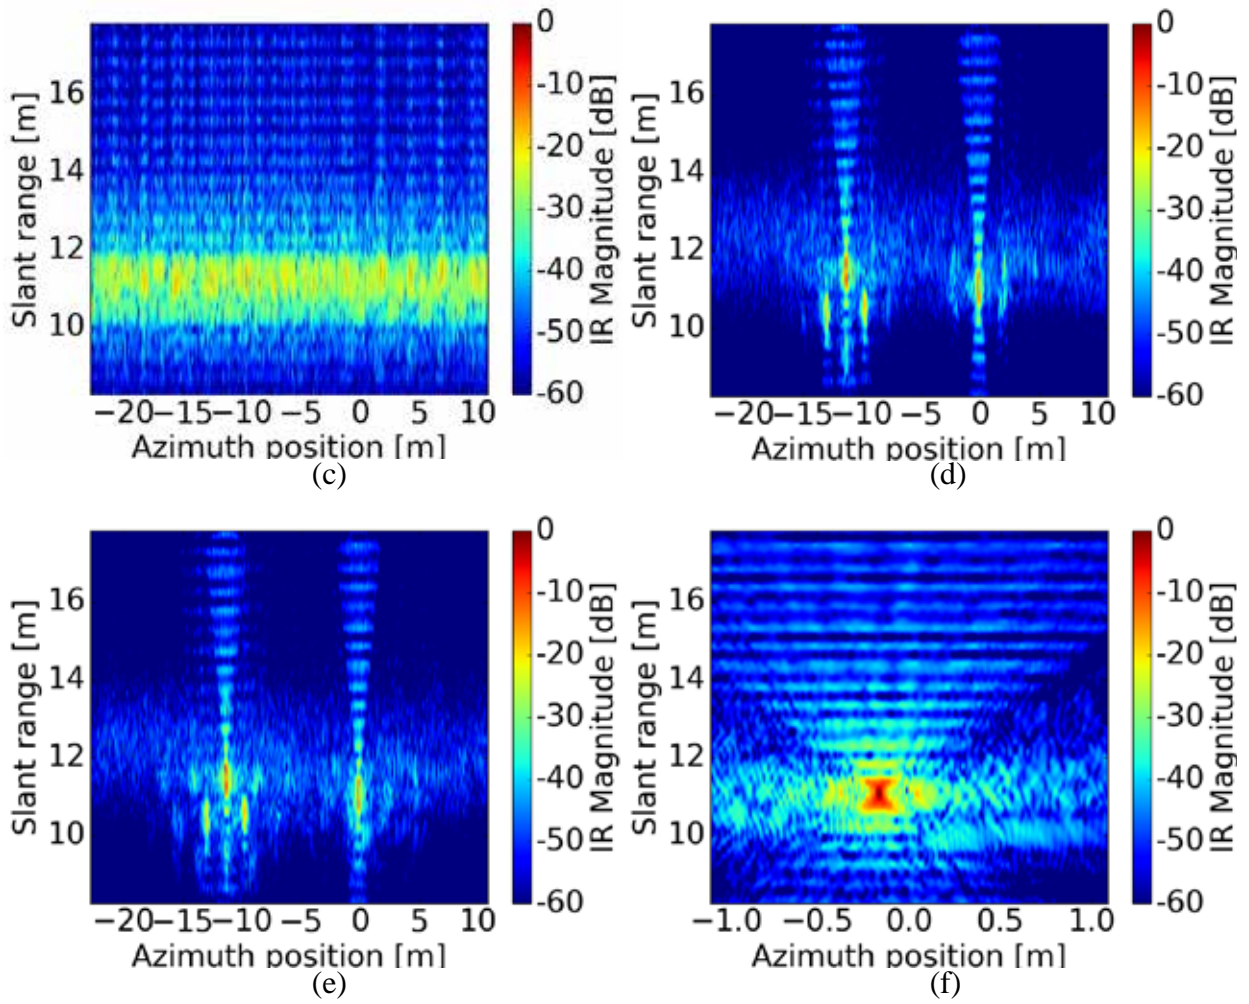 0
-10
-20
-30
-40
-50
-60
IR Magnitude [dB]
16
14
12
10
Slant range [m]
−20 −15 −10 −5 0 5 10
Azimuth position [m]
(c)
0
-10
-20
-30
-40
-50
-60
IR Magnitude [dB]
16
14
12
10
Slant range [m]
−20 −15 −10 −5 0 5 10
Azimuth position [m]
(d)
0
-10
-20
-30
-40
-50
-60
IR Magnitude [dB]
16
14
12
10
Slant range [m]
−20 −15 −10 −5 0 5 10
Azimuth position [m]
(e)
0
-10
-20
-30
-40
-50
-60
IR Magnitude [dB]
16
14
12
10
Slant range [m]
−1.0 −0.5 0.0 0.5 1.0
Azimuth position [m]
(f)